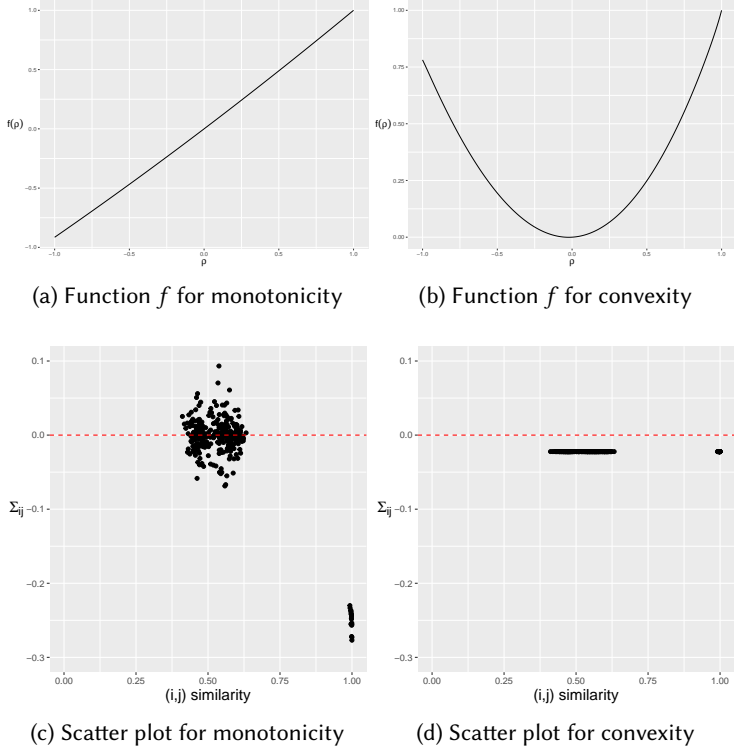 1.0
0.5
0.0
−0.5
−1.0
f(ρ)
−1.0 −0.5 0.0 0.5 1.0
ρ
1.00
0.75
0.50
0.25
0.00
f(ρ)
−1.0 −0.5 0.0 0.5 1.0
ρ
(a) Function f for monotonicity
(b) Function f for convexity
0.1
0.0
−0.1
−0.2
−0.3
Σij
0.00 0.25 0.50 0.75 1.00
(i,j) similarity
0.1
0.0
−0.1
−0.2
−0.3
Σij
0.00 0.25 0.50 0.75 1.00
(i,j) similarity
(c) Scatter plot for monotonicity
(d) Scatter plot for convexity